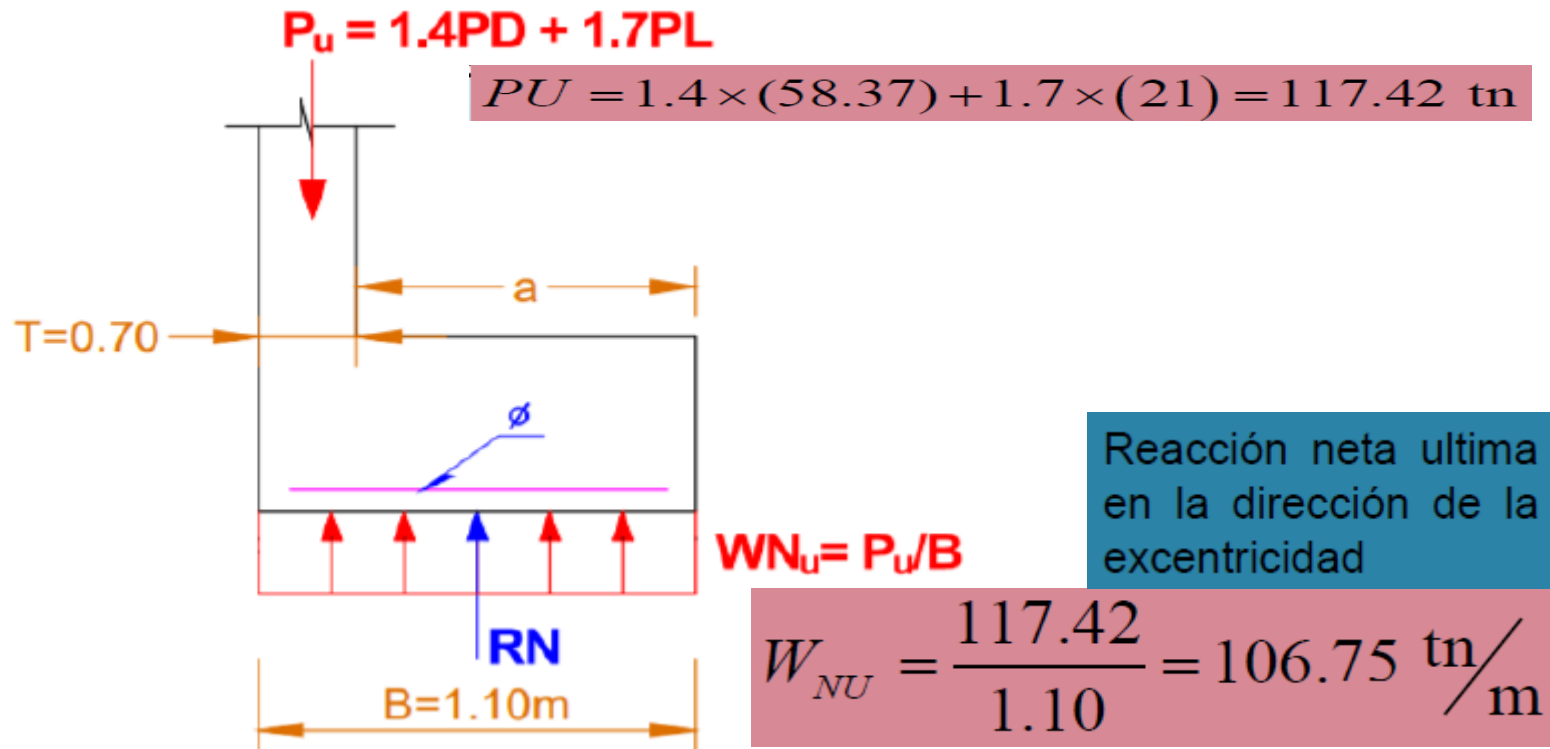 Pu = 1.4PD + 1.7PL
PU = 1.4 × (58.37) + 1.7 × (21) = 117.42 tn
a
T=0.70
ø
Reacción neta ultima
en la dirección de la
excentricidad
WNu= Pu/B
RN
W_NU = 117.42/1.10 = 106.75 tn/m
B=1.10m